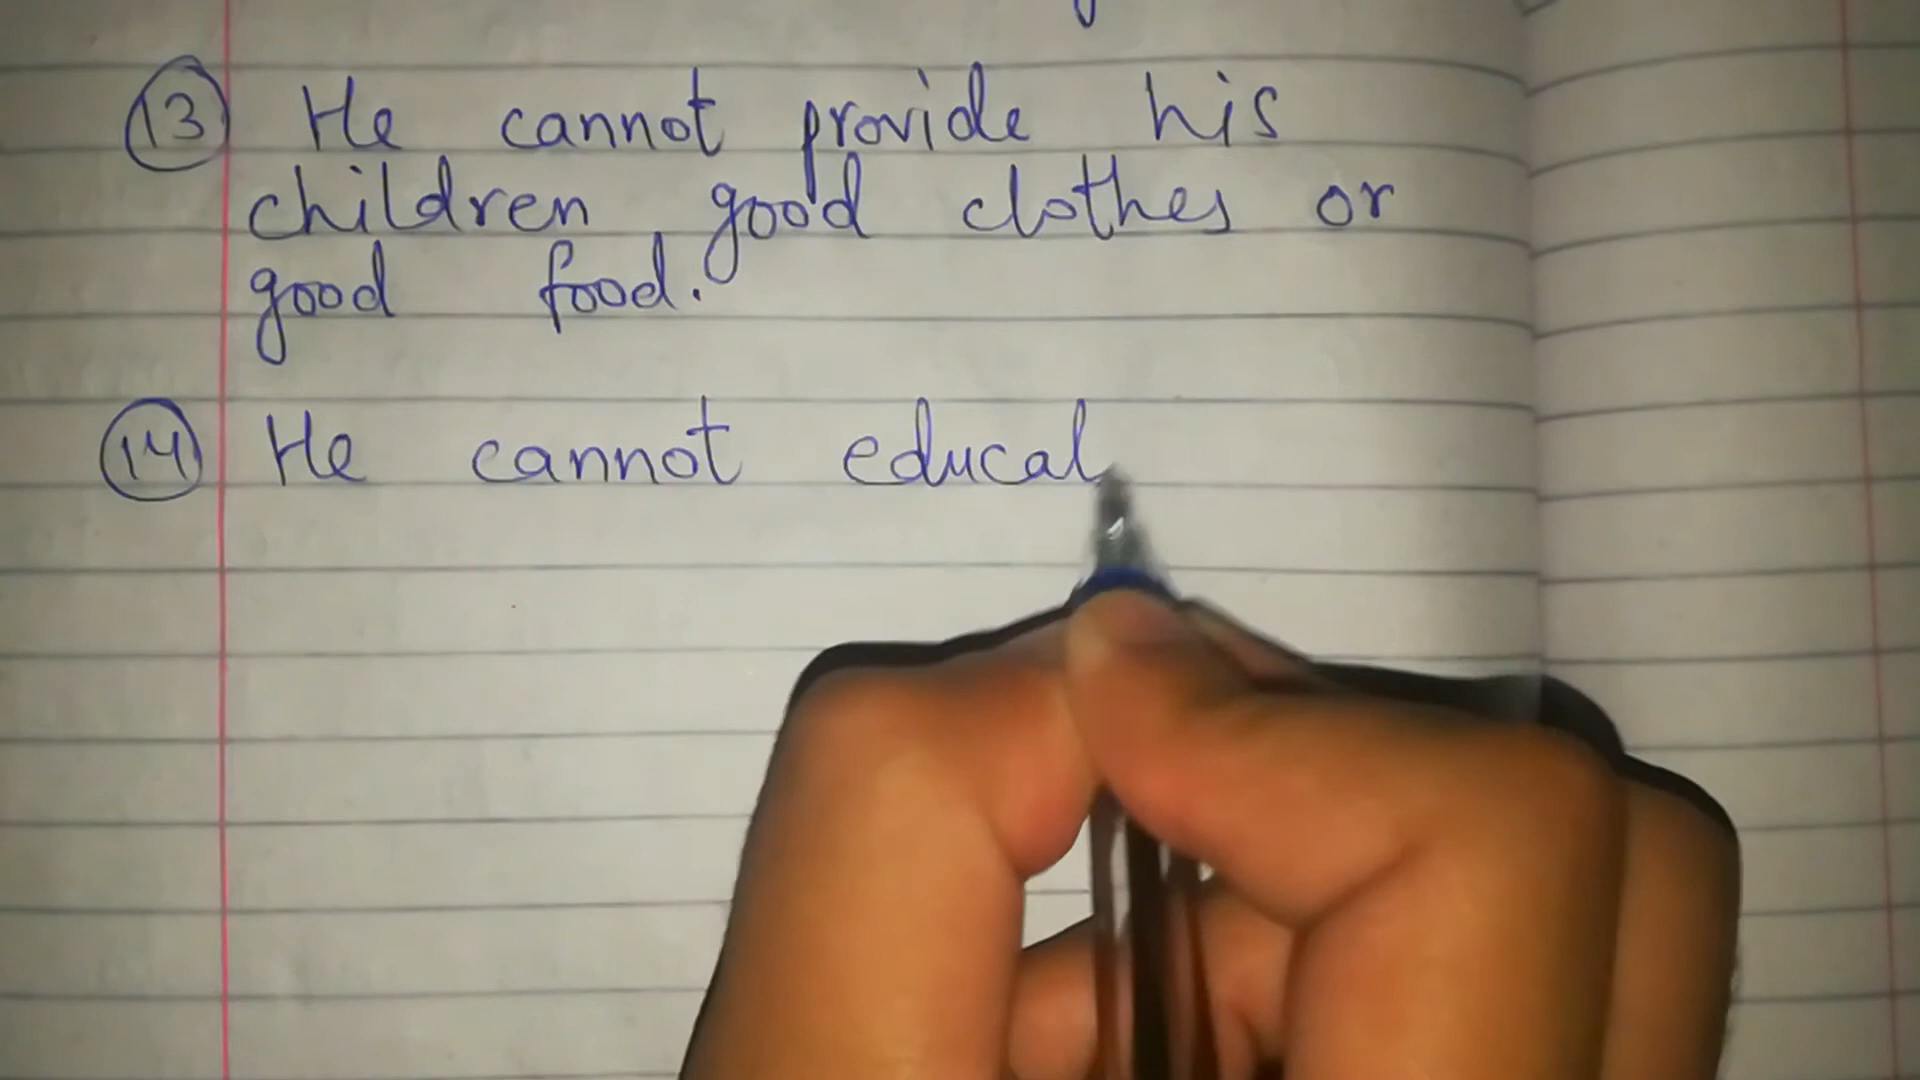 13 He cannot provide his
children good clothes or
good food.
14 He cannot educal